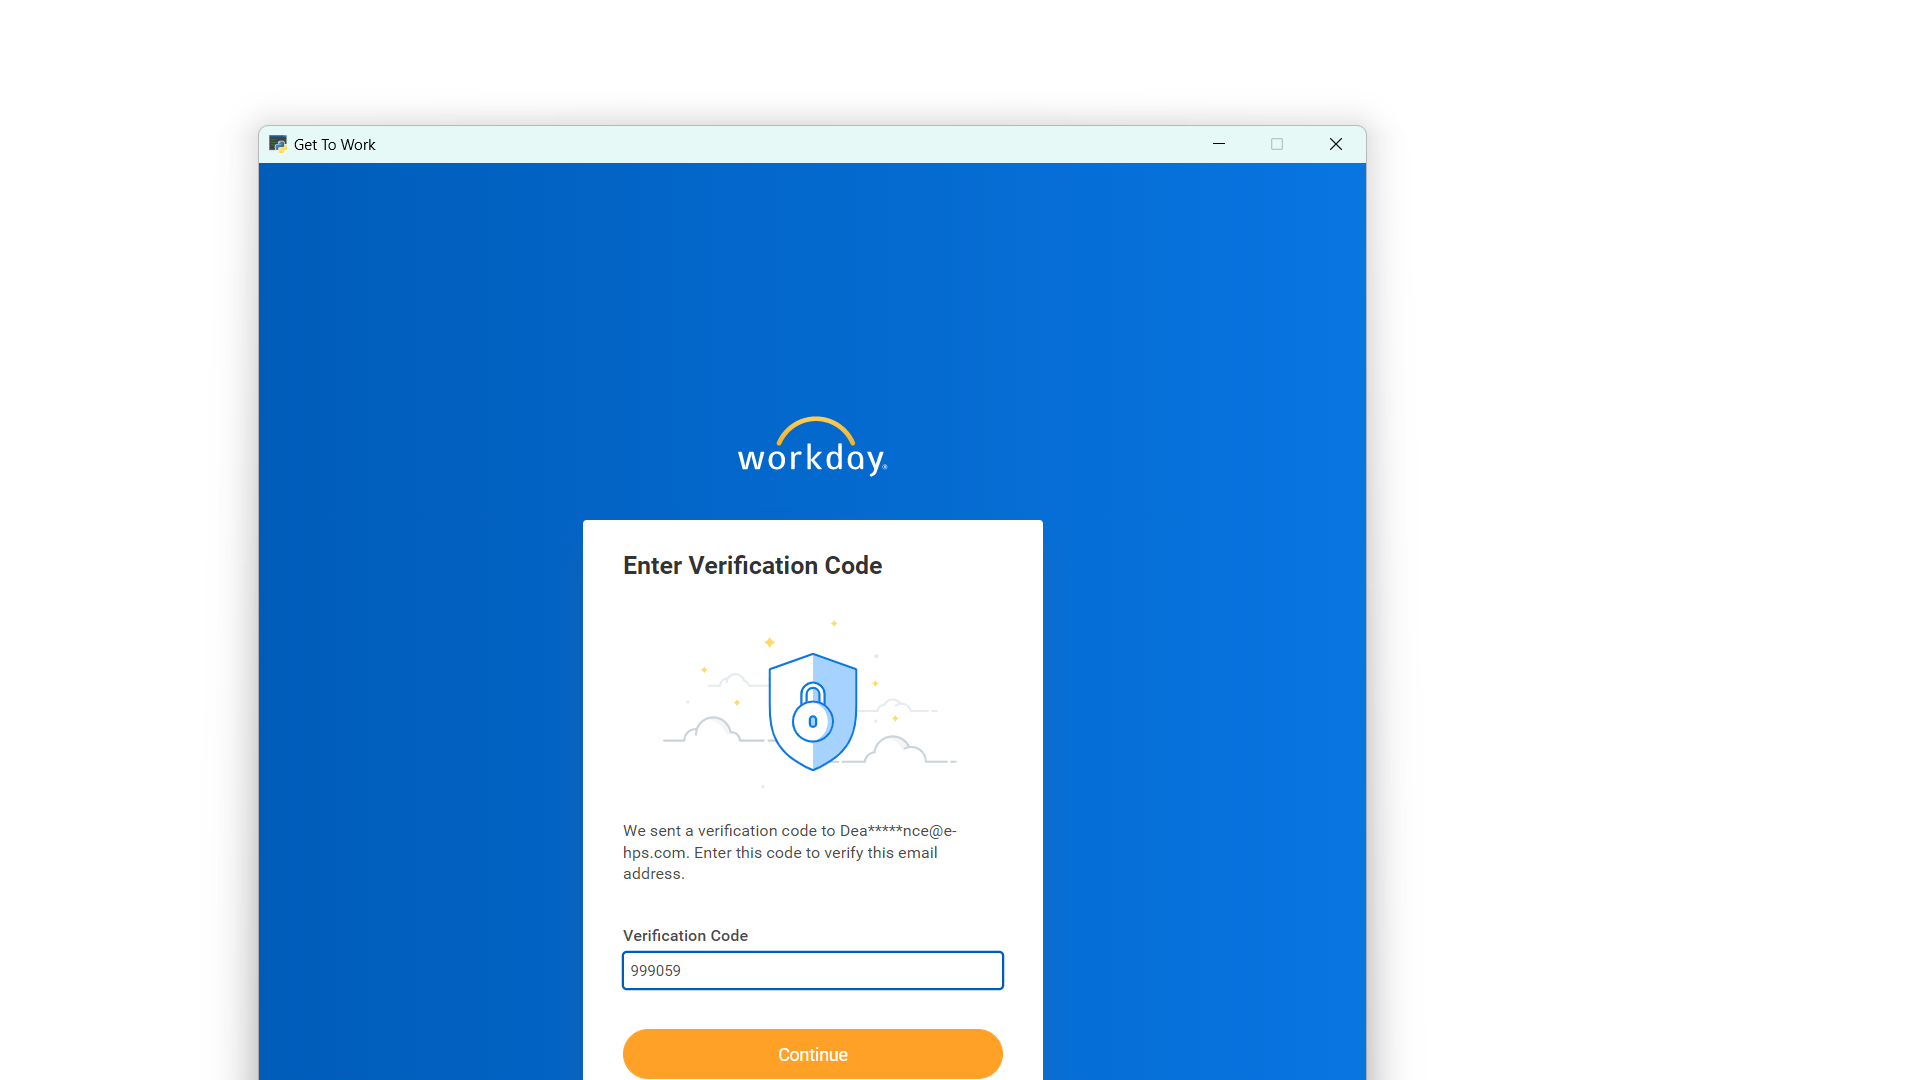 Get To Work
workday®
Enter Verification Code
We sent a verification code to Dea*****nce@e-
hps.com. Enter this code to verify this email
address.
Verification Code
999059
Continue